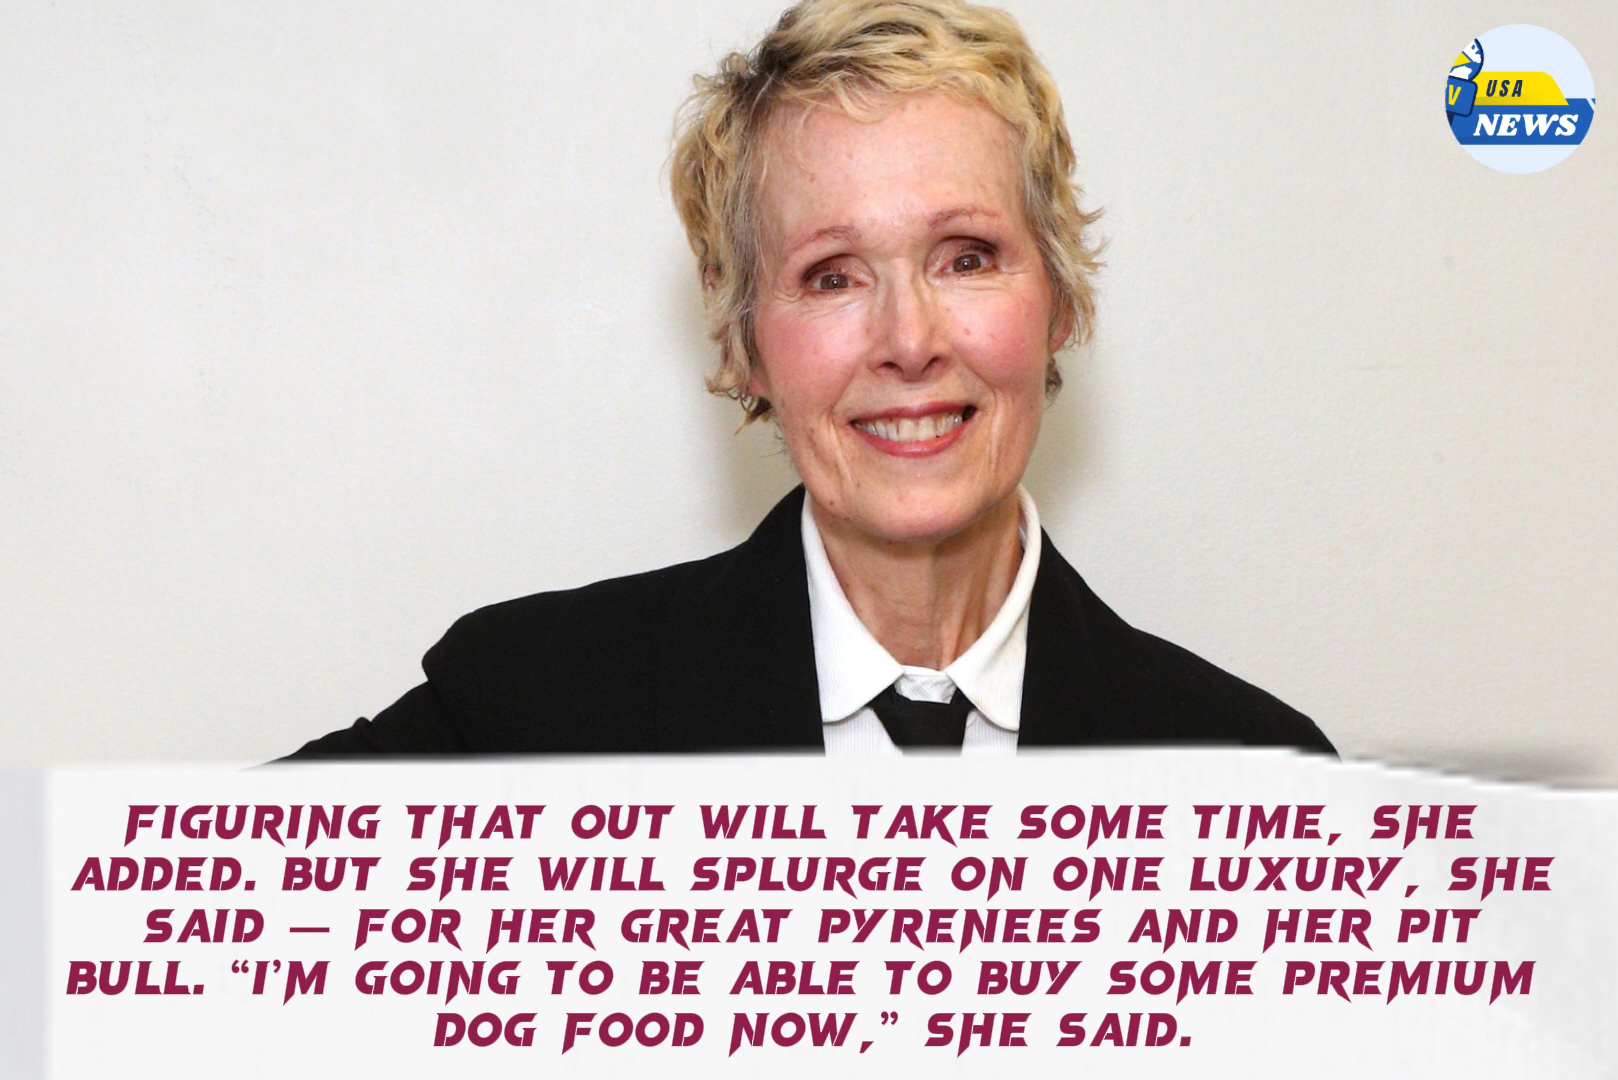 USA
NEWS
V
FIGURING THAT OUT WILL TAKE SOME TIME, SHE
ADDED. BUT SHE WILL SPLURGE ON ONE LUXURY, SHE
SAID — FOR HER GREAT PYRENEES AND HER PIT
BULL. “I’M GOING TO BE ABLE TO BUY SOME PREMIUM
DOG FOOD NOW,” SHE SAID.